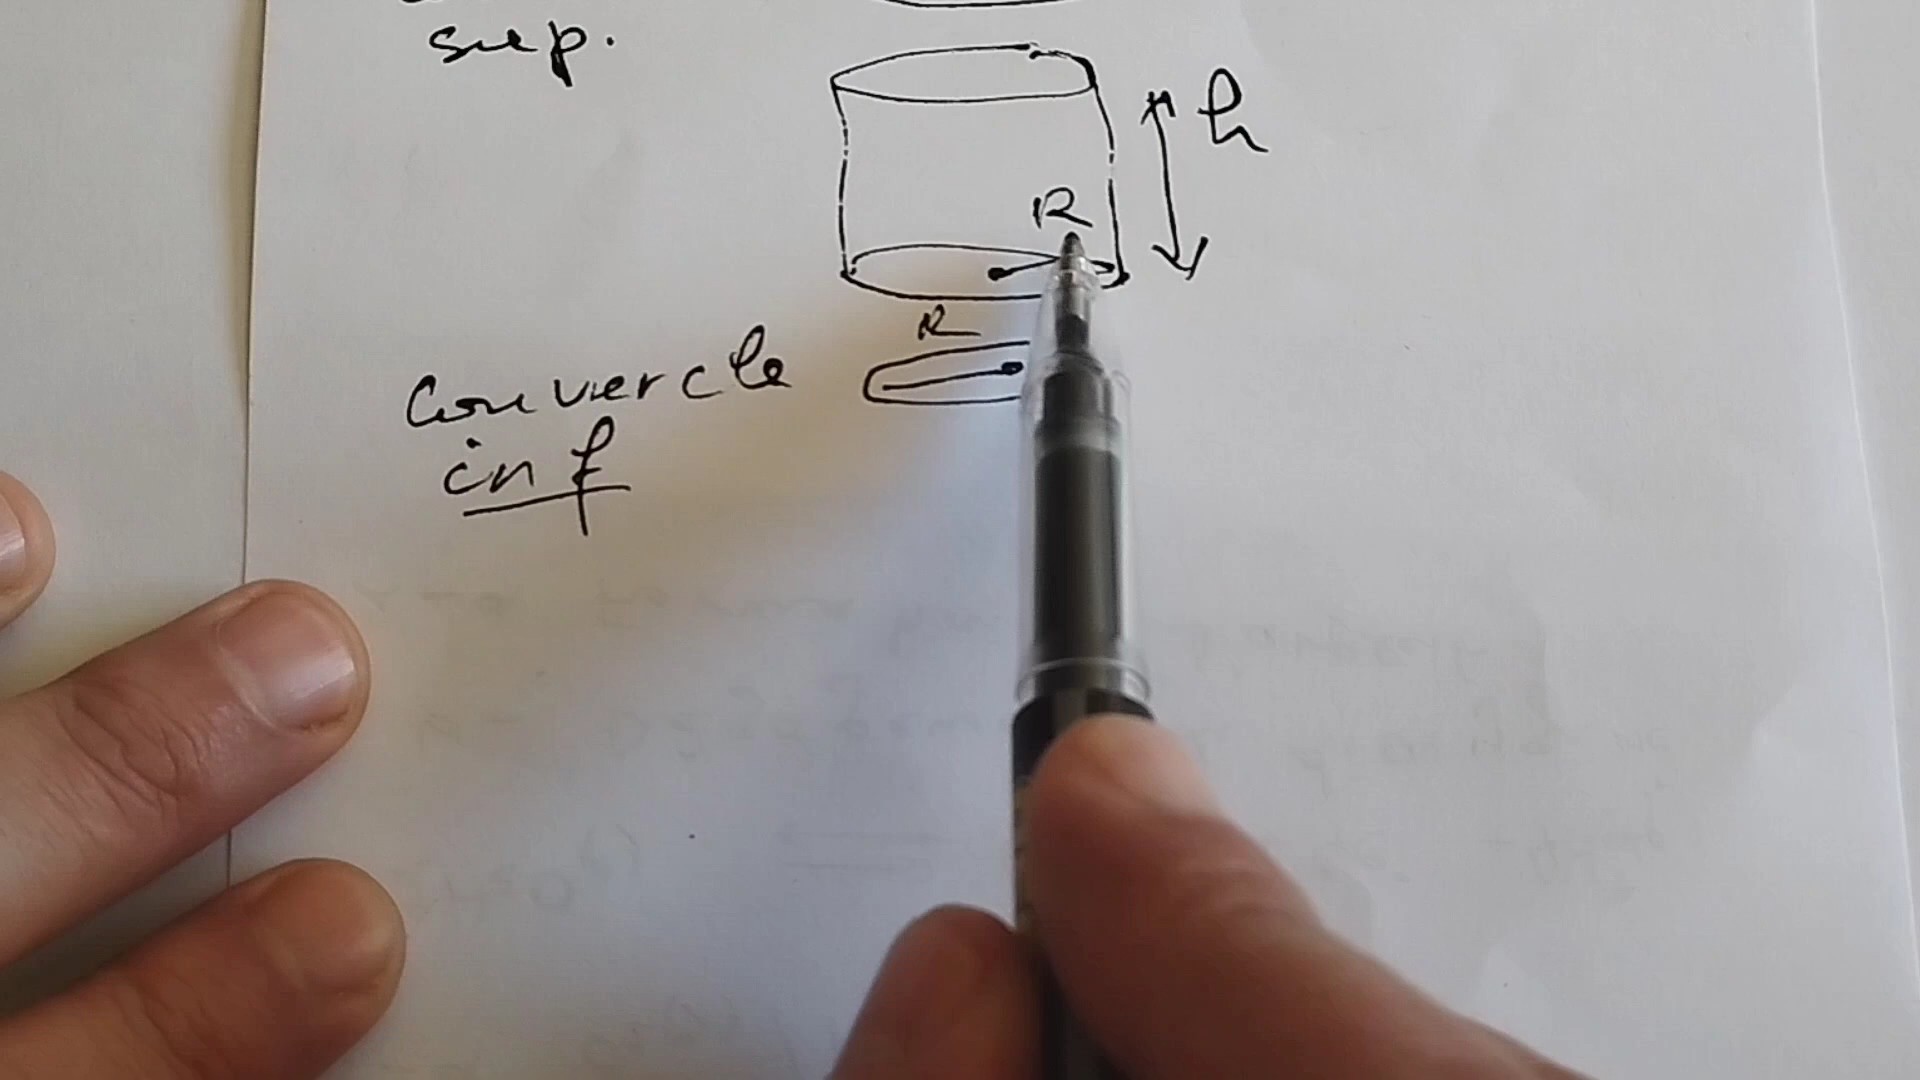 sup.
h
R
R
Couvercle
inf